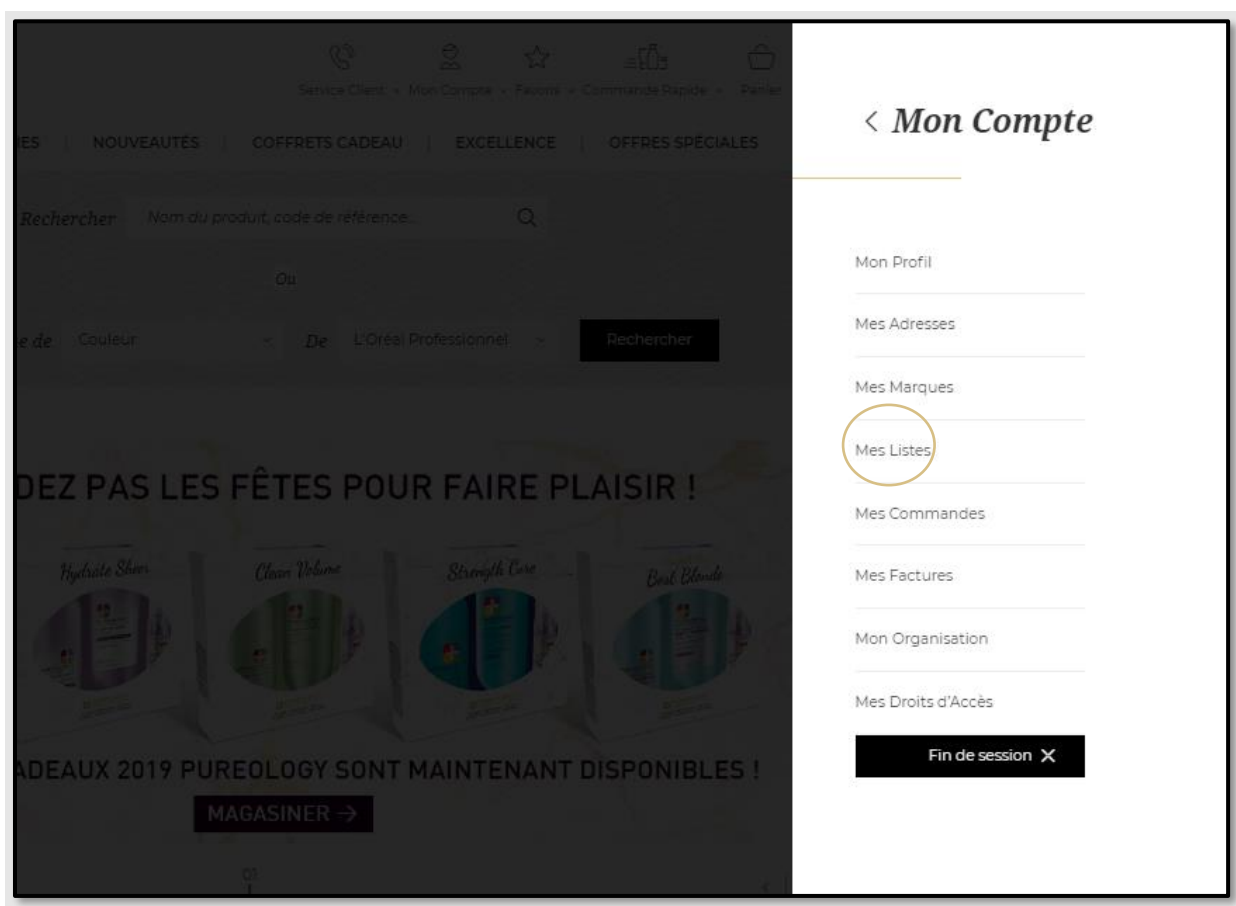 Service Client
Mon Compte
Favoris
Commande Rapide
Panier
ES | NOUVEAUTÉS | COFFRETS CADEAU | EXCELLENCE | OFFRES SPÉCIALES
Rechercher Nom du produit, code de référence...
Ou
e de Couleur De L'Oréal Professionnel Rechercher
DEZ PAS LES FÊTES POUR FAIRE PLAISIR !
Hydrate Sheer Clean Volume Strength Cure Best Blonde
ADEAUX 2019 PUREOLOGY SONT MAINTENANT DISPONIBLES !
MAGASINER →
01
< Mon Compte
Mon Profil
Mes Adresses
Mes Marques
Mes Listes
Mes Commandes
Mes Factures
Mon Organisation
Mes Droits d'Accès
Fin de session X